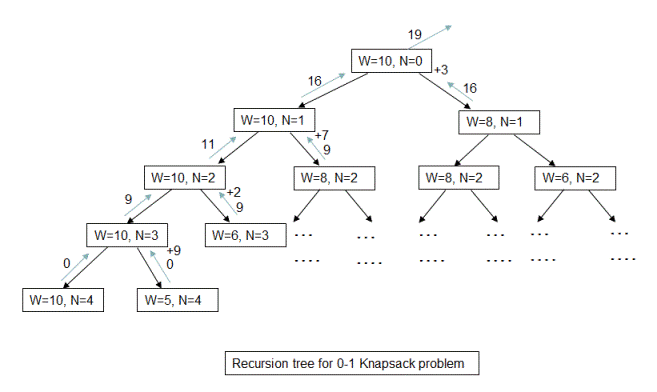 19
W=10, N=0
+3
16
16
W=10, N=1
W=8, N=1
11
+7
9
W=10, N=2
W=8, N=2
W=8, N=2
W=6, N=2
9
+2
9
W=10, N=3
W=6, N=3
... ... ... ... ... ...
.... .... .... .... .... ....
0
+9
0
W=10, N=4
W=5, N=4
Recursion tree for 0-1 Knapsack problem